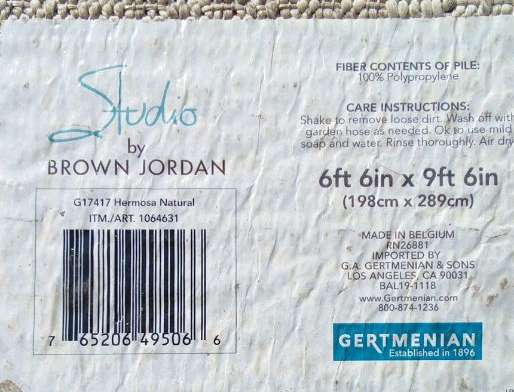 Studio
by
BROWN JORDAN
G17417 Hermosa Natural
ITM./ART. 1064631
7 65206 49506 6
FIBER CONTENTS OF PILE:
100% Polypropylene
CARE INSTRUCTIONS:
Shake to remove loose dirt. Wash off with
garden hose as needed. Ok to use mild
soap and water. Rinse thoroughly. Air dry
6ft 6in x 9ft 6in
(198cm x 289cm)
MADE IN BELGIUM
RN26881
IMPORTED BY
G.A. GERTMENIAN & SONS
LOS ANGELES, CA 90031
BAL19-1118
www.Gertmenian.com
800-874-1236
GERTMENIAN
Established in 1896